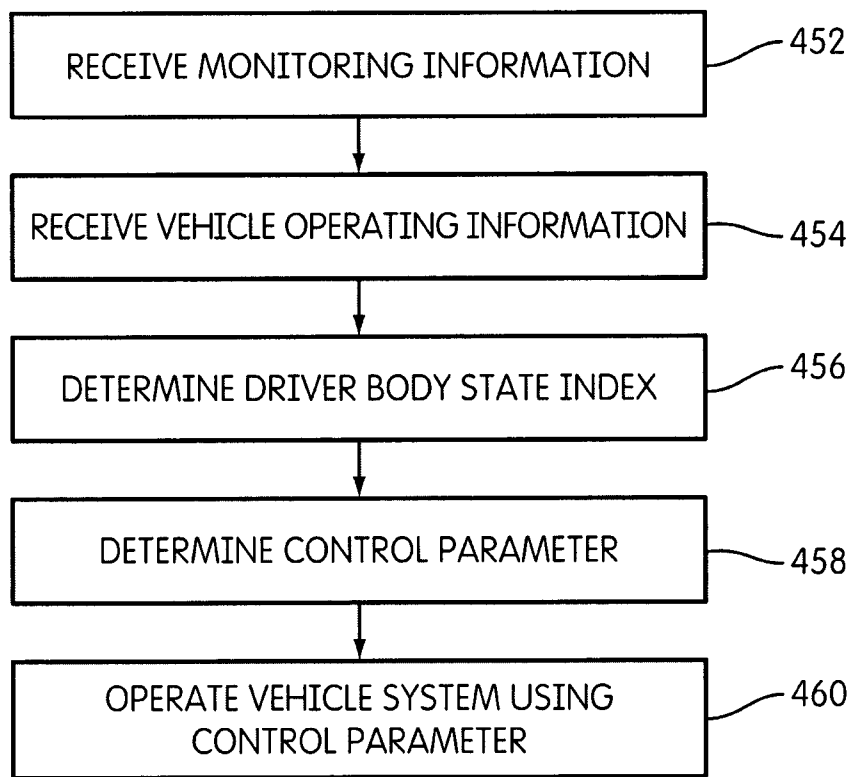 RECEIVE MONITORING INFORMATION
452
RECEIVE VEHICLE OPERATING INFORMATION
454
DETERMINE DRIVER BODY STATE INDEX
456
DETERMINE CONTROL PARAMETER
458
OPERATE VEHICLE SYSTEM USING
CONTROL PARAMETER
460